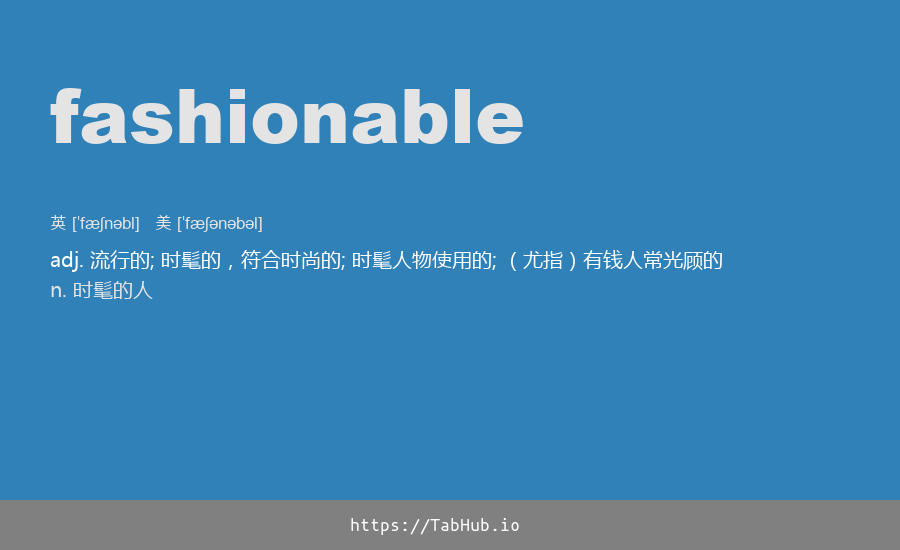 fashionable
英 [ˈfæʃnəbl] 美 [ˈfæʃənəbəl]
adj. 流行的; 时髦的，符合时尚的; 时髦人物使用的; （尤指）有钱人常光顾的
n. 时髦的人
https://TabHub.io